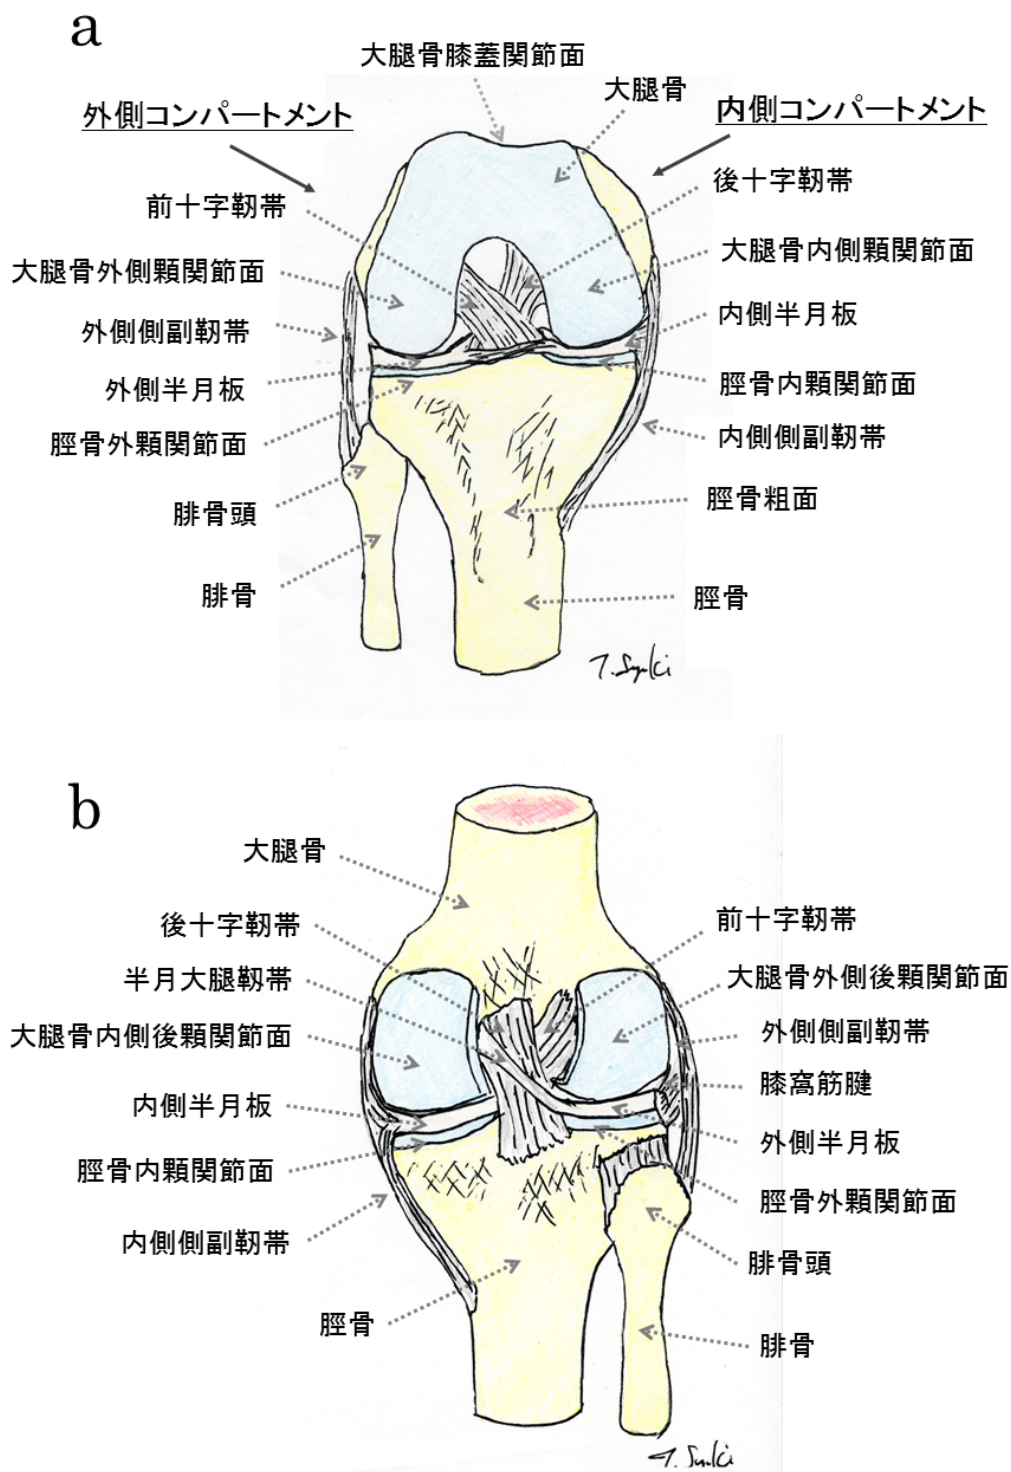 a
大腿骨膝蓋関節面
大腿骨
外側コンパートメント
内側コンパートメント
前十字靭帯
後十字靭帯
大腿骨外側顆関節面
大腿骨内側顆関節面
外側側副靭帯
内側半月板
外側半月板
脛骨内顆関節面
脛骨外顆関節面
内側側副靭帯
腓骨頭
脛骨粗面
腓骨
脛骨
b
大腿骨
後十字靭帯
前十字靭帯
半月大腿靭帯
大腿骨外側後顆関節面
大腿骨内側後顆関節面
外側側副靭帯
膝窩筋腱
内側半月板
外側半月板
脛骨内顆関節面
脛骨外顆関節面
内側側副靭帯
腓骨頭
脛骨
腓骨